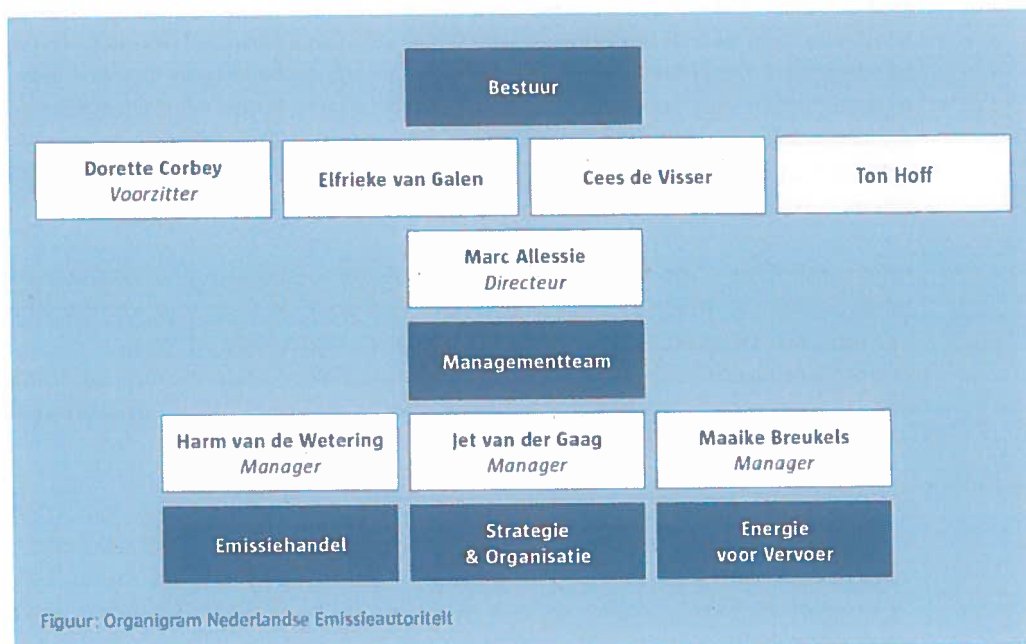 Bestuur
Dorette Corbey
Voorzitter
Elfrieke van Galen
Cees de Visser
Ton Hoff
Marc Allessie
Directeur
Managementteam
Harm van de Wetering
Manager
Jet van der Gaag
Manager
Maaike Breukels
Manager
Emissiehandel
Strategie
& Organisatie
Energie
voor Vervoer
Figuur: Organigram Nederlandse Emissieautoriteit